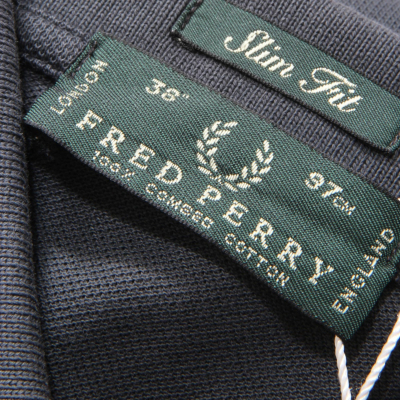 Slim Fit
LONDON
38"
97CM
FRED PERRY
100% COMBED COTTON
ENGLAND